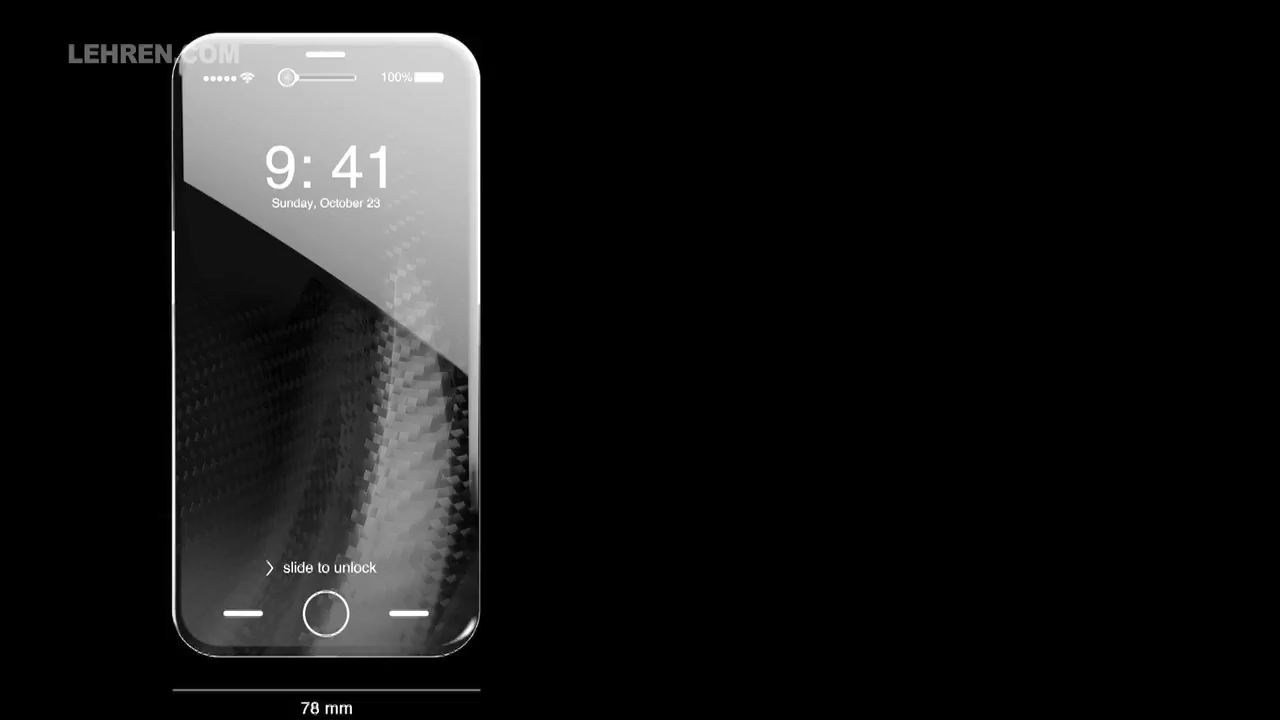 LEHREN.COM
100%
9: 41
Sunday, October 23
slide to unlock
78 mm